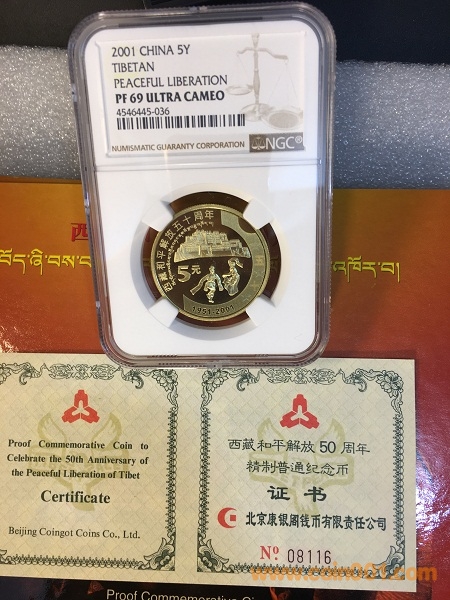 2001 CHINA 5Y
TIBETAN
PEACEFUL LIBERATION
PF 69 ULTRA CAMEO
4546445-036
NUMISMATIC GUARANTY CORPORATION
NGC®
西藏和平解放五十周年
5元
1951-2001
西
Proof Commemorative Coin to
Celebrate the 50th Anniversary of
the Peaceful Liberation of Tibet
Certificate
Beijing Coingot Coins Co., Ltd.
西藏和平解放 50 周年
精制普通纪念币
证书
北京康银阁钱币有限责任公司
№ 08116
Proof Commemorative Coin